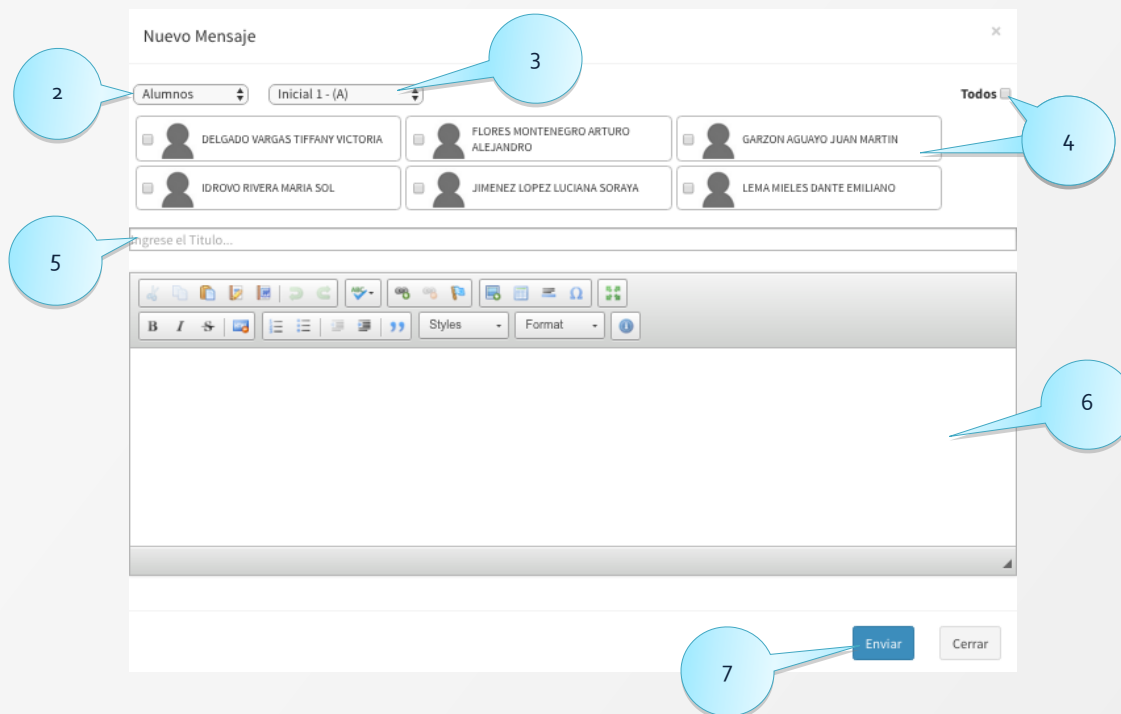 Nuevo Mensaje
×
3
2
Alumnos
Inicial 1 - (A)
Todos
4
DELGADO VARGAS TIFFANY VICTORIA
FLORES MONTENEGRO ARTURO
ALEJANDRO
GARZON AGUAYO JUAN MARTIN
IDROVO RIVERA MARIA SOL
JIMENEZ LOPEZ LUCIANA SORAYA
LEMA MIELES DANTE EMILIANO
5
Ingrese el Titulo...
ABC
Ω
B I S
Styles
Format
6
Enviar
Cerrar
7